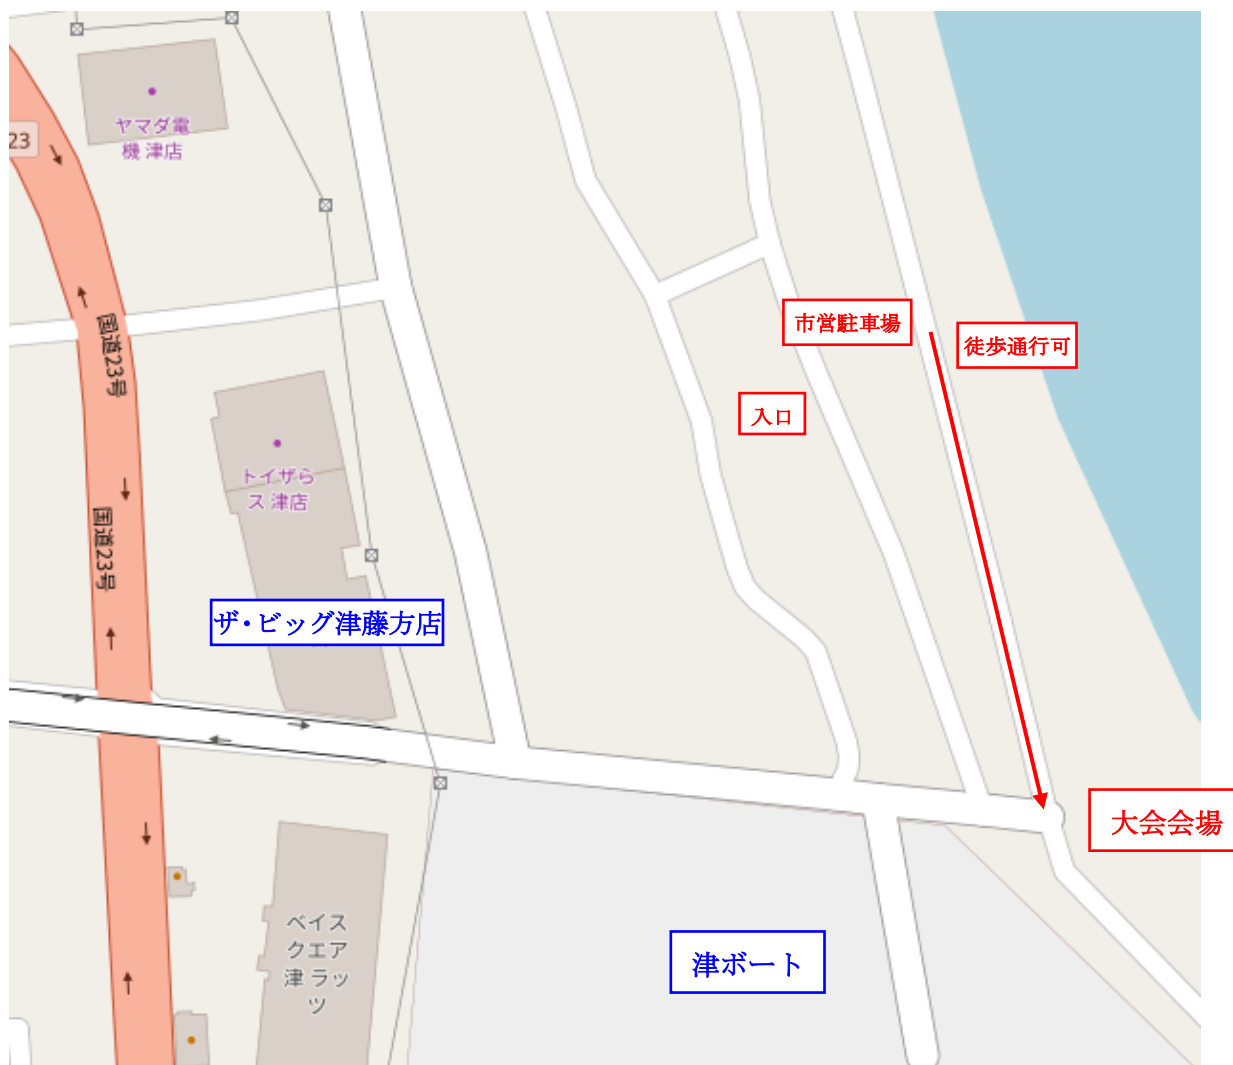 ヤマダ電
機 津店
23
国道23号
市営駐車場
徒歩通行可
入口
トイザら
ス 津店
国道23号
ザ・ビッグ津藤方店
大会会場
ベイス
クエア
津 ラッ
ツ
津ボート